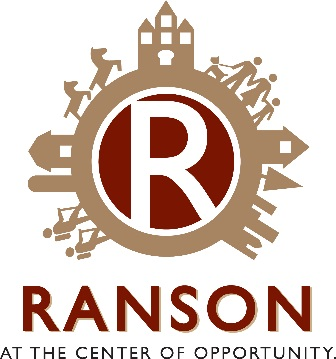 R
RANSON
AT THE CENTER OF OPPORTUNITY.